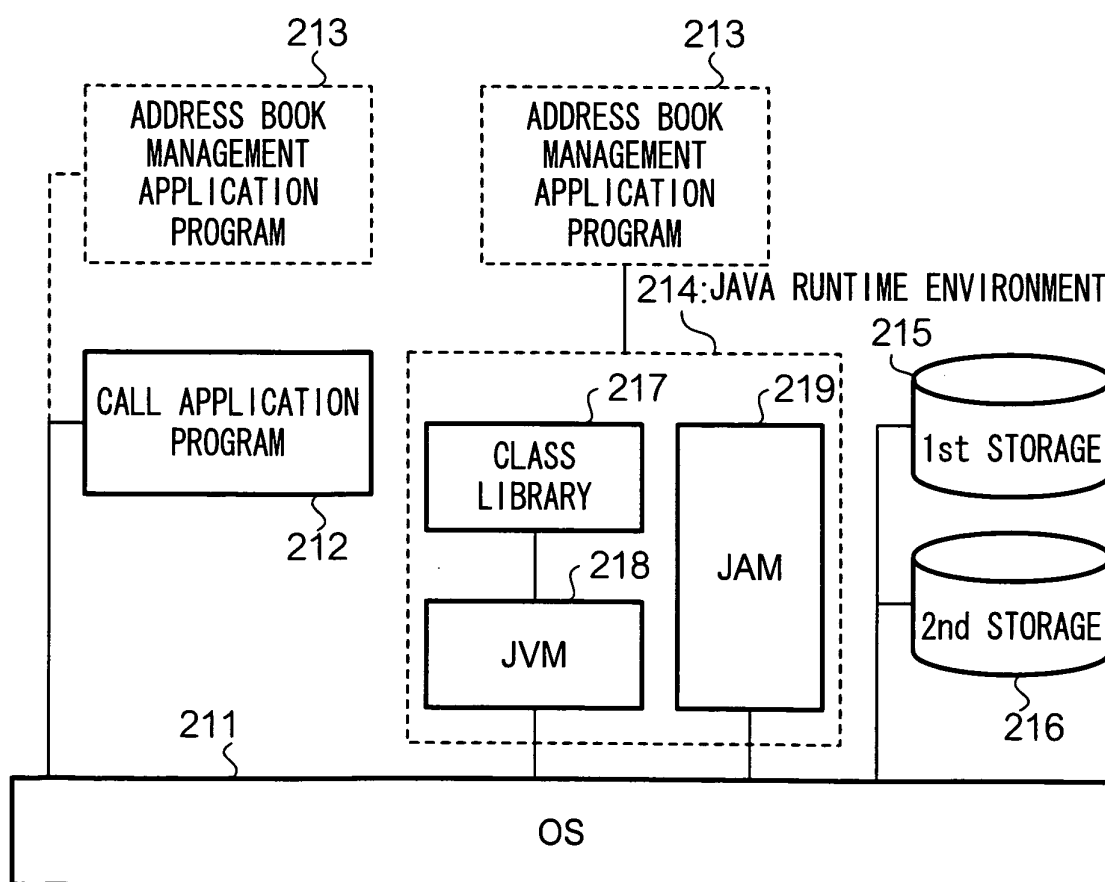 213
213
ADDRESS BOOK
MANAGEMENT
APPLICATION
PROGRAM
ADDRESS BOOK
MANAGEMENT
APPLICATION
PROGRAM
214:JAVA RUNTIME ENVIRONMENT
215
CALL APPLICATION
PROGRAM
217
219
CLASS
LIBRARY
1st STORAGE
212
218
JAM
JVM
2nd STORAGE
211
216
OS